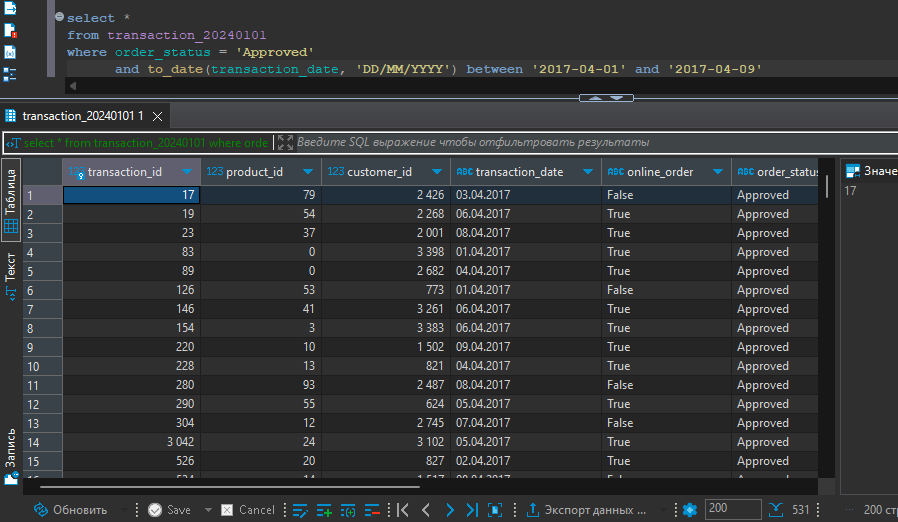 select *
from transaction_20240101
where order_status = 'Approved'
and to_date(transaction_date, 'DD/MM/YYYY') between '2017-04-01' and '2017-04-09'
transaction_20240101 1
select * from transaction_20240101 where orde Введите SQL выражение чтобы отфильтровать результаты
Таблица
Текст
Запись
123 transaction_id 123 product_id 123 customer_id ABC transaction_date ABC online_order ABC order_status
1 17 79 2 426 03.04.2017 False Approved
2 19 54 2 268 06.04.2017 True Approved
3 23 37 2 001 08.04.2017 True Approved
4 83 0 3 398 01.04.2017 True Approved
5 89 0 2 682 04.04.2017 True Approved
6 126 53 773 01.04.2017 False Approved
7 146 41 3 261 06.04.2017 True Approved
8 154 3 3 383 06.04.2017 True Approved
9 220 10 1 502 09.04.2017 True Approved
10 228 13 821 04.04.2017 True Approved
11 280 93 2 487 08.04.2017 False Approved
12 290 55 624 05.04.2017 True Approved
13 304 12 2 745 07.04.2017 False Approved
14 3 042 24 3 102 05.04.2017 True Approved
15 526 20 827 02.04.2017 True Approved
Значе
17
Обновить Save Cancel Экспорт данных ... 200 531 ... 200 стр